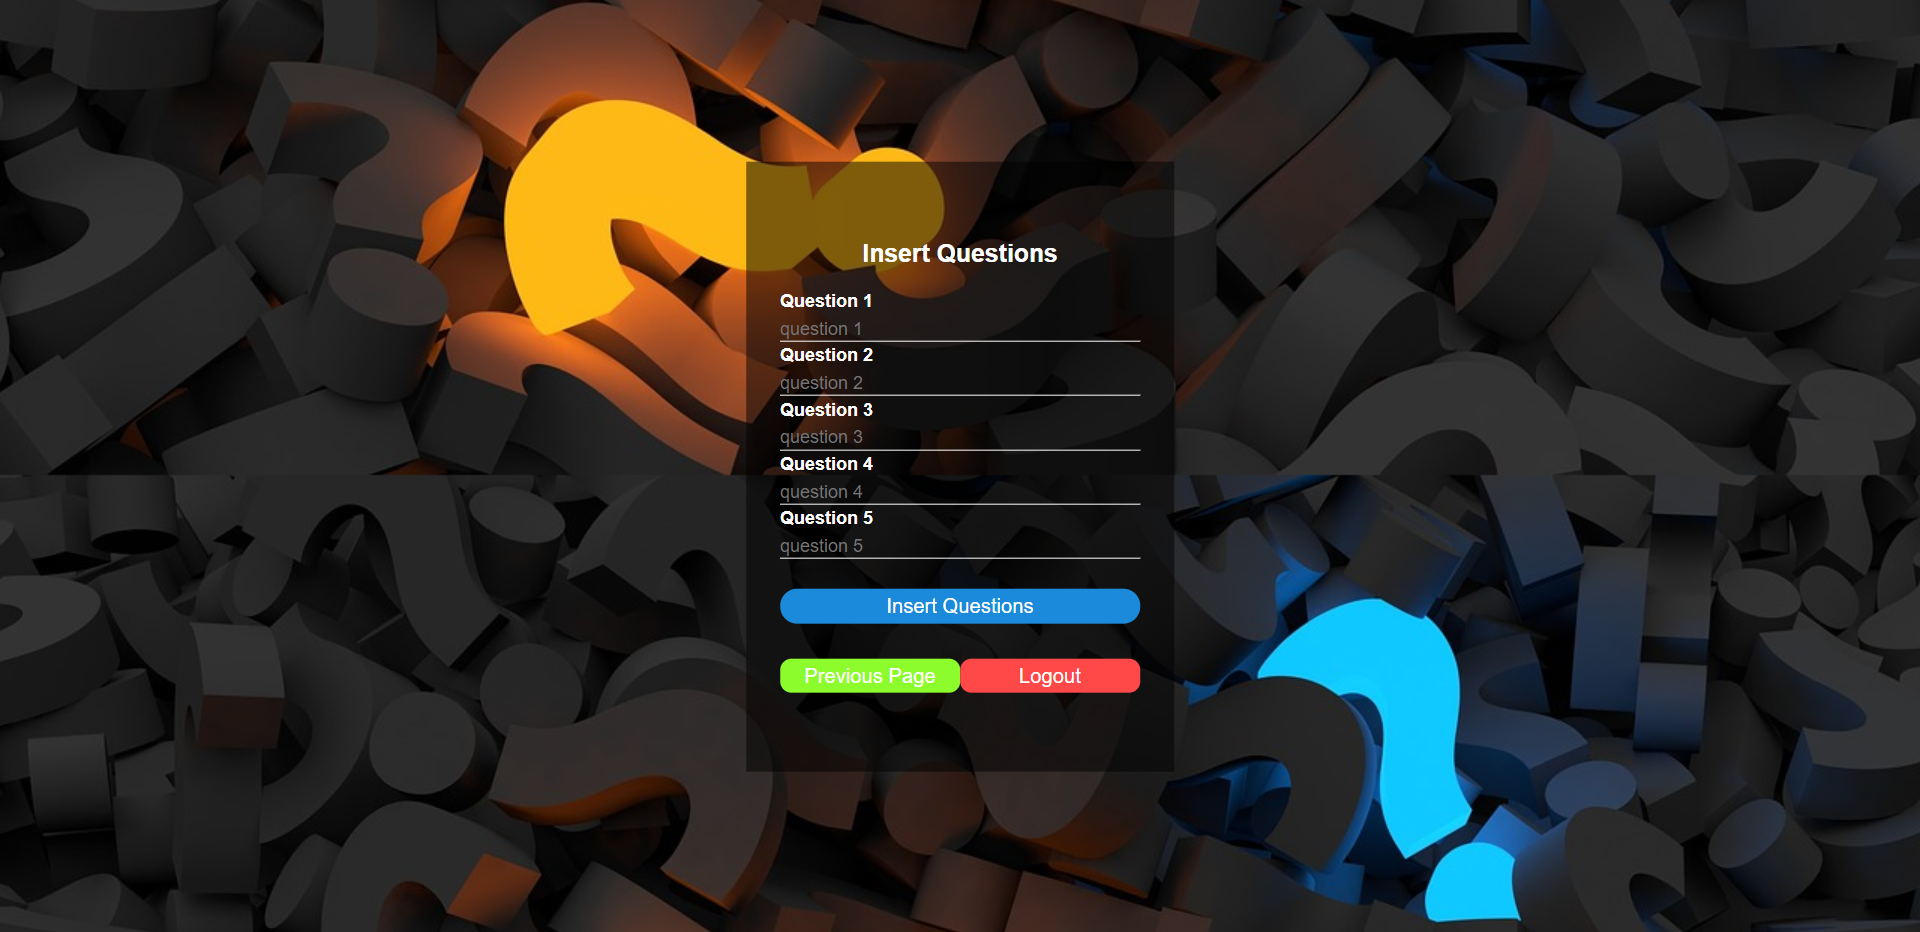 Insert Questions
Question 1
question 1
Question 2
question 2
Question 3
question 3
Question 4
question 4
Question 5
question 5
Insert Questions
Previous Page
Logout